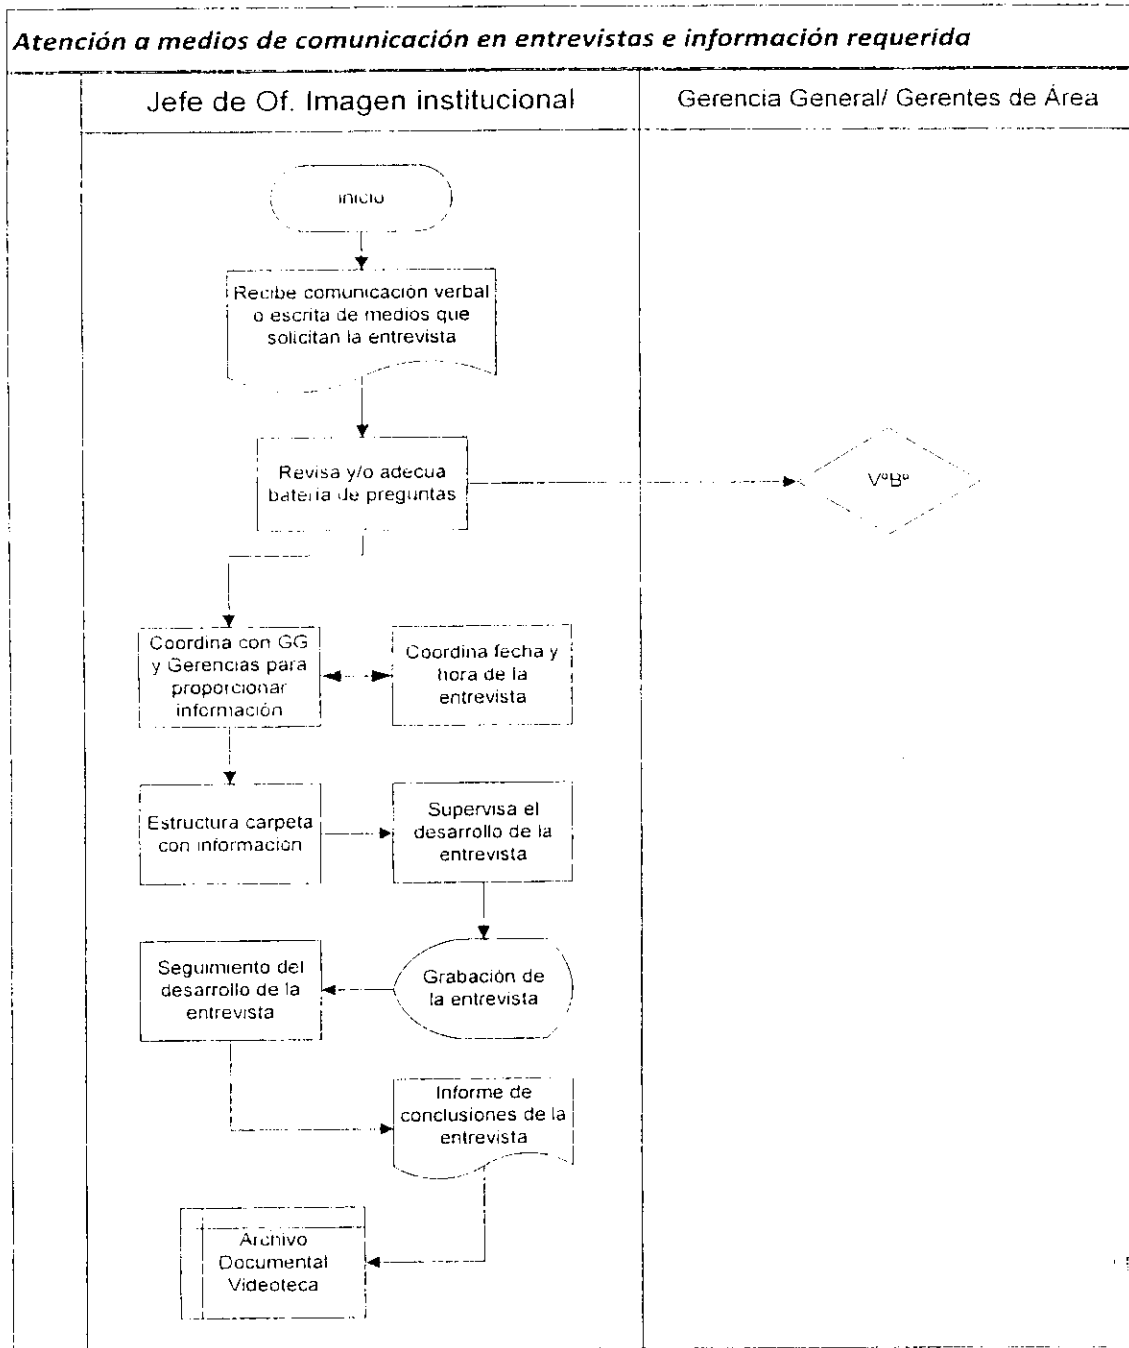 Atención a medios de comunicación en entrevistas e información requerida
Jefe de Of. Imagen institucional
Gerencia General/ Gerentes de Área
Inicio
Recibe comunicación verbal
o escrita de medios que
solicitan la entrevista
Revisa y/o adecua
batería de preguntas
VºBº
Coordina con GG
y Gerencias para
proporcionar
información
Coordina fecha y
hora de la
entrevista
Estructura carpeta
con información
Supervisa el
desarrollo de la
entrevista
Seguimiento del
desarrollo de la
entrevista
Grabación de
la entrevista
Informe de
conclusiones de la
entrevista
Archivo
Documental
Videoteca